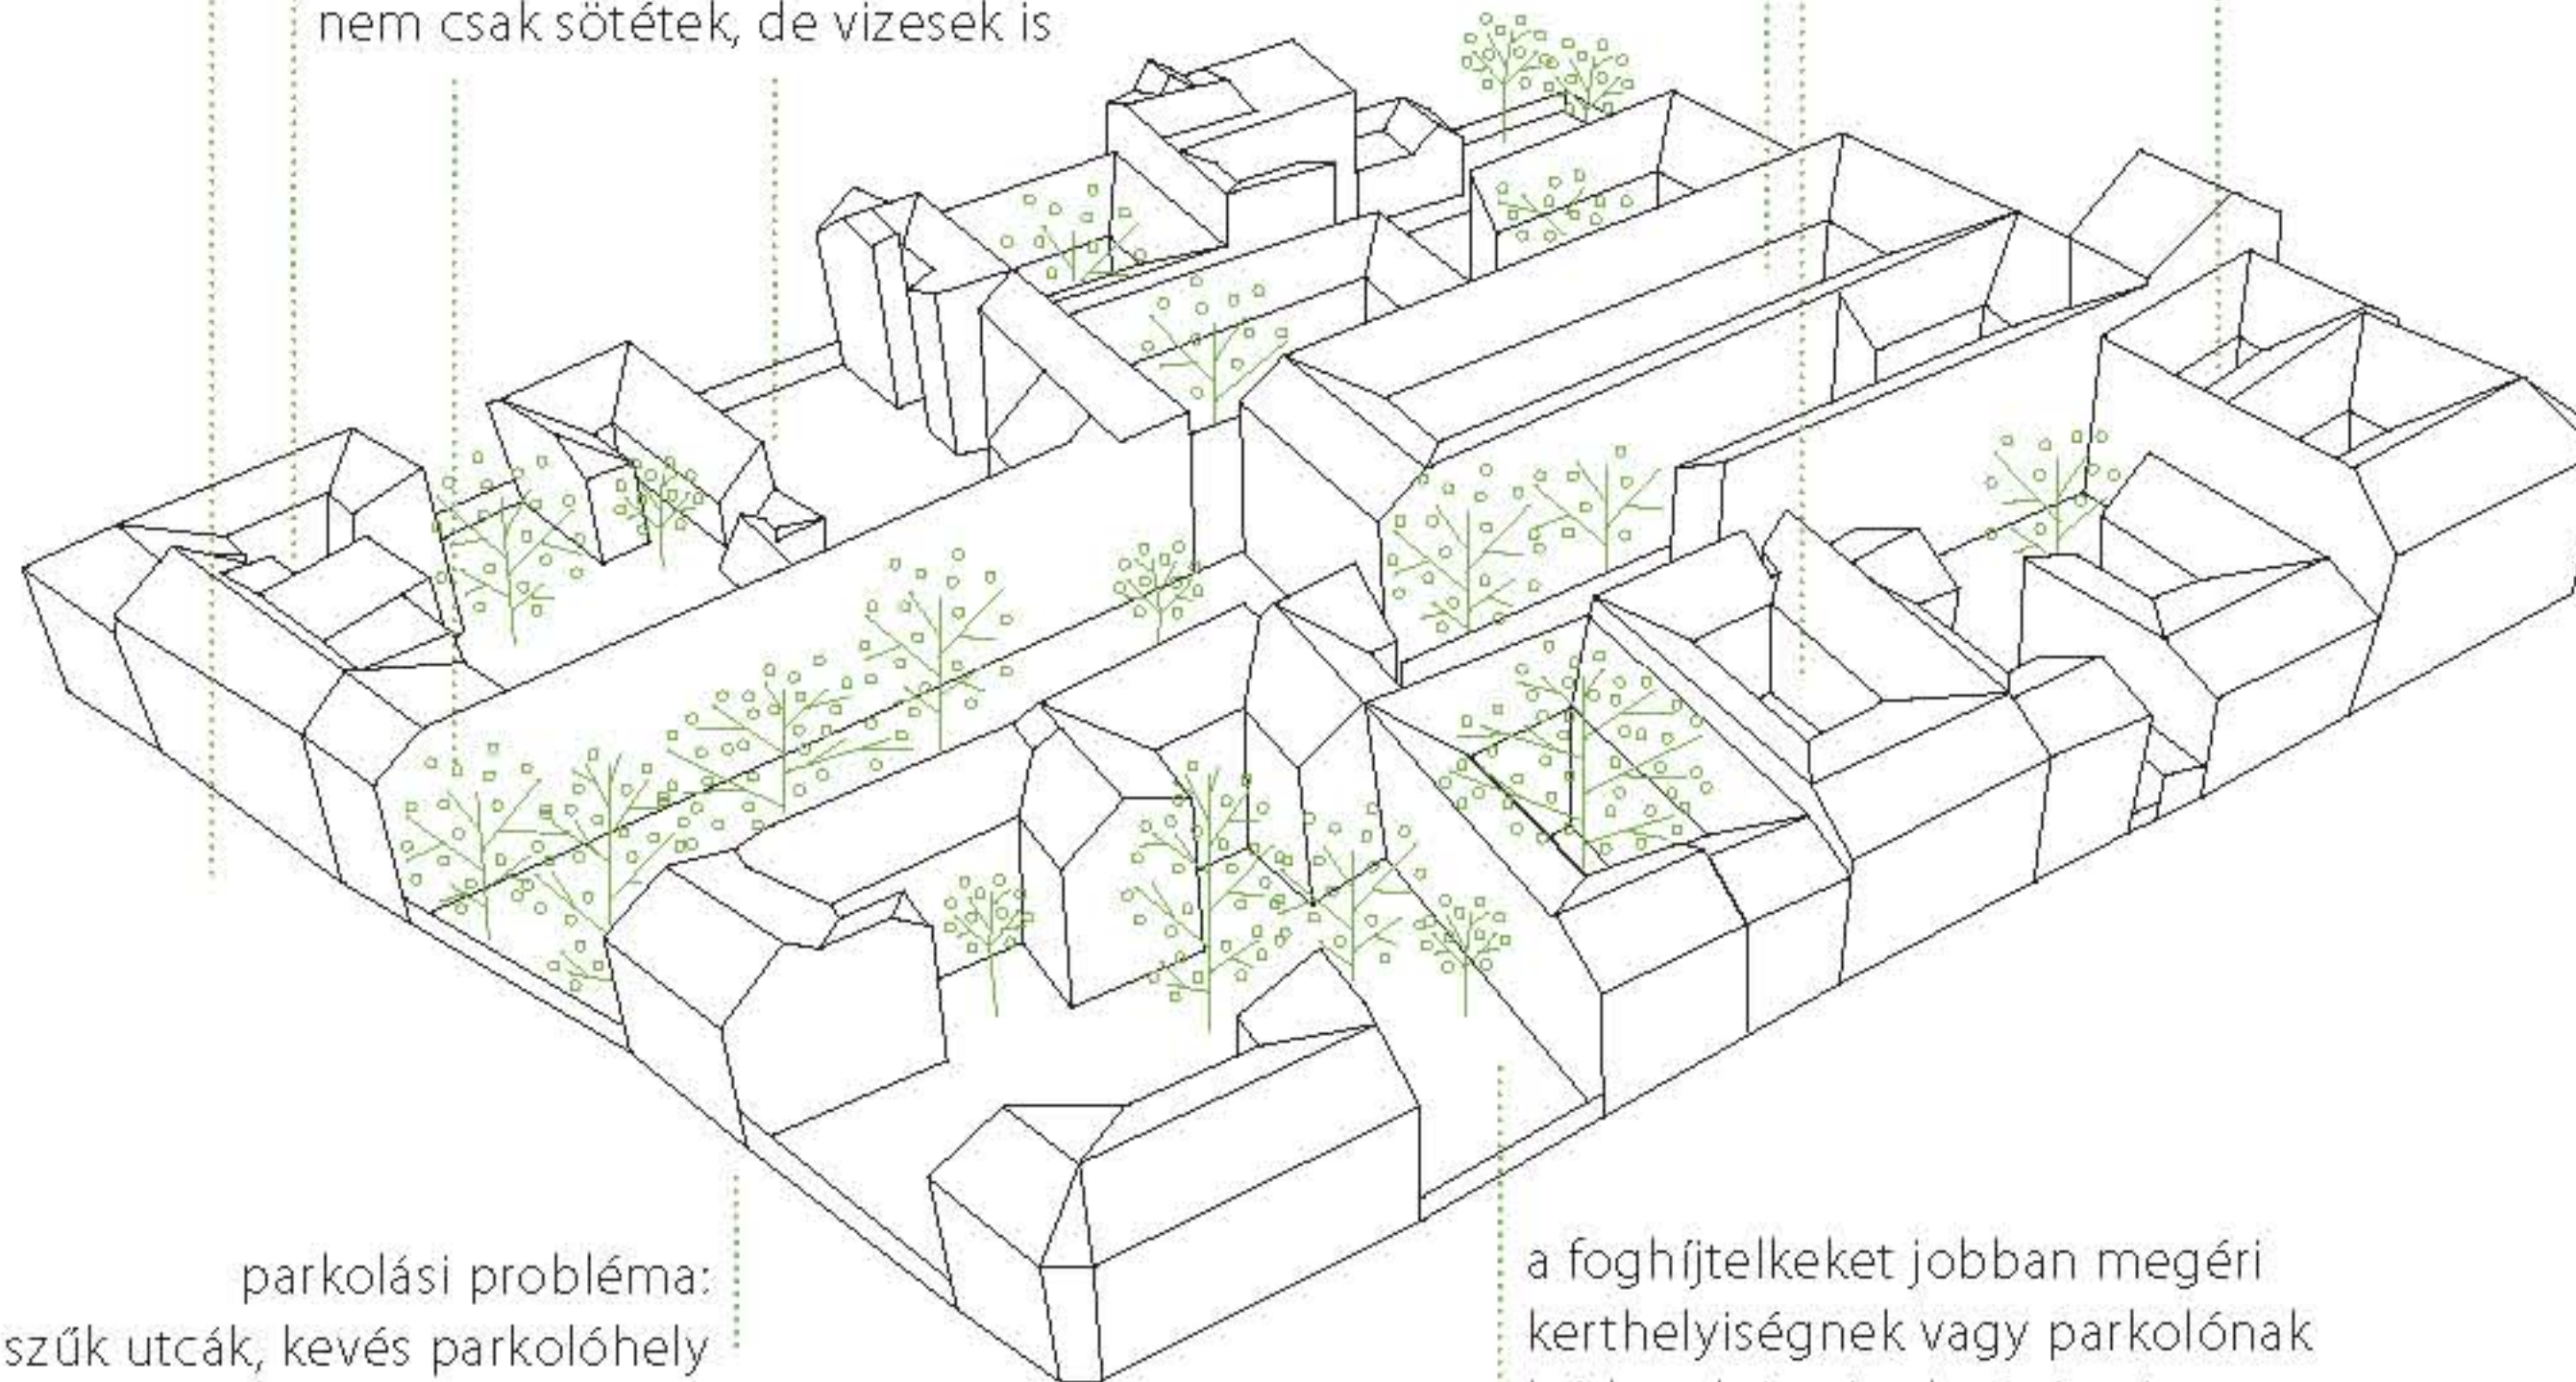 nem csak sötétek, de vizesek is
parkolási probléma:
szűk utcák, kevés parkolóhely
a foghíjtelkeket jobban megéri
kerthelyiségnek vagy parkolónak